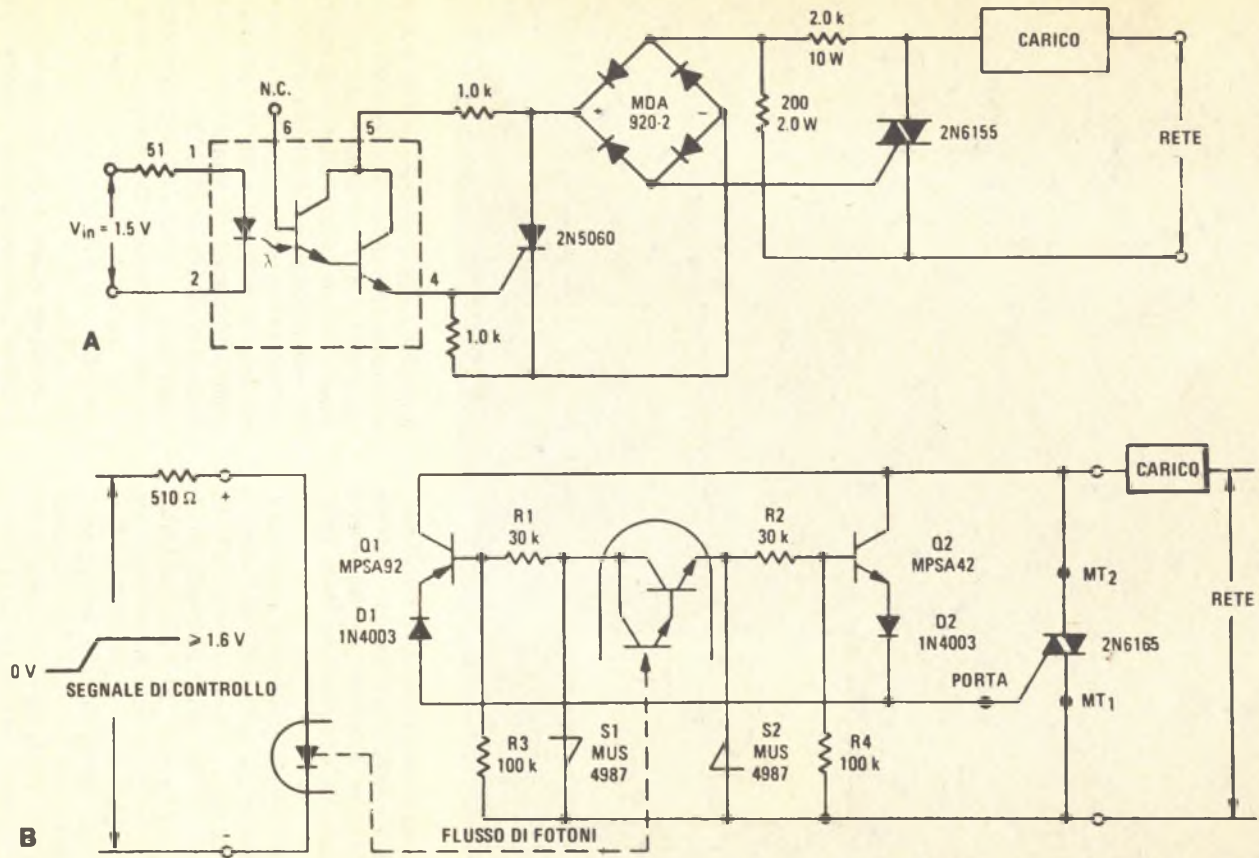 2.0 k
10 W
CARICO
N.C.
6
5
1.0 k
+
MDA
920-2
–
200
2.0 W
2N6155
RETE
51
1
V_in = 1.5 V
λ
2N5060
2
4
1.0 k
A
510 Ω
+
CARICO
R1
30 k
R2
30 k
Q1
MPSA92
Q2
MPSA42
MT₂
RETE
D1
1N4003
D2
1N4003
⩾ 1.6 V
0 V
SEGNALE DI CONTROLLO
2N6165
PORTA
MT₁
R3
100 k
S1
MUS
4987
S2
MUS
4987
R4
100 k
B
–
FLUSSO DI FOTONI